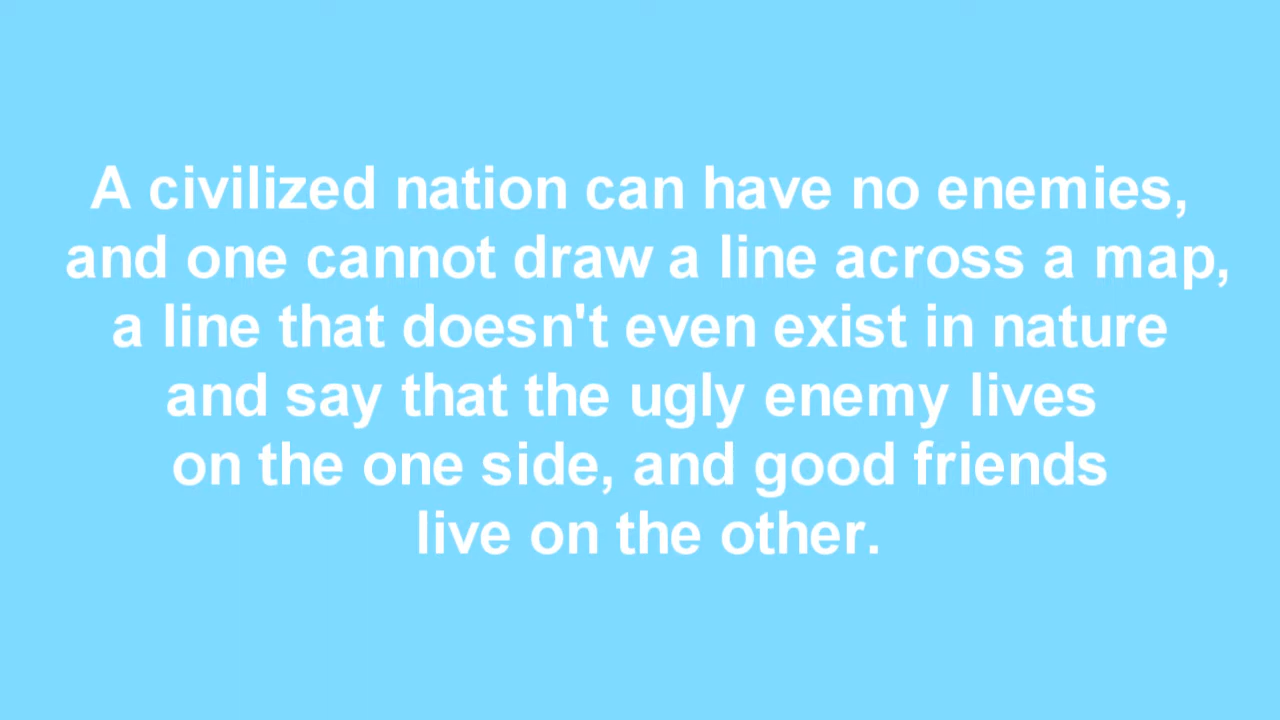 A civilized nation can have no enemies,
and one cannot draw a line across a map,
a line that doesn't even exist in nature
and say that the ugly enemy lives
on the one side, and good friends
live on the other.